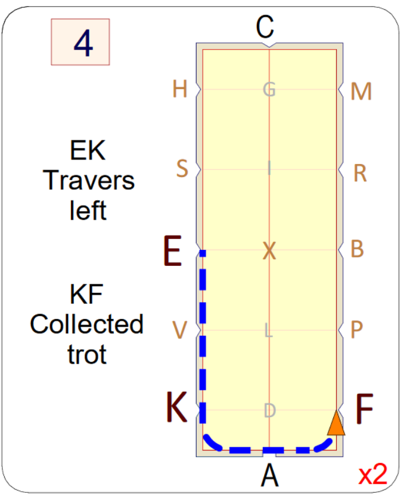 4
C
H G M
EK
Travers
left
S I R
E X B
KF
Collected
trot
V L P
K D F
A
x2